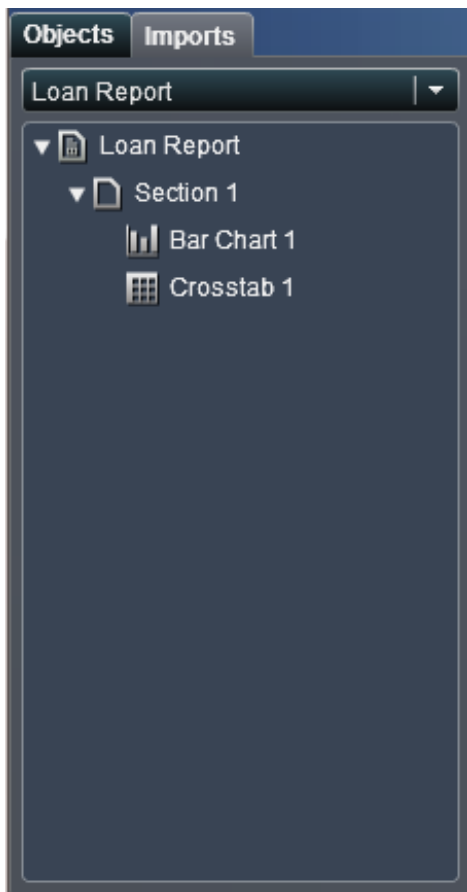 Objects Imports
Loan Report
Loan Report
Section 1
Bar Chart 1
Crosstab 1